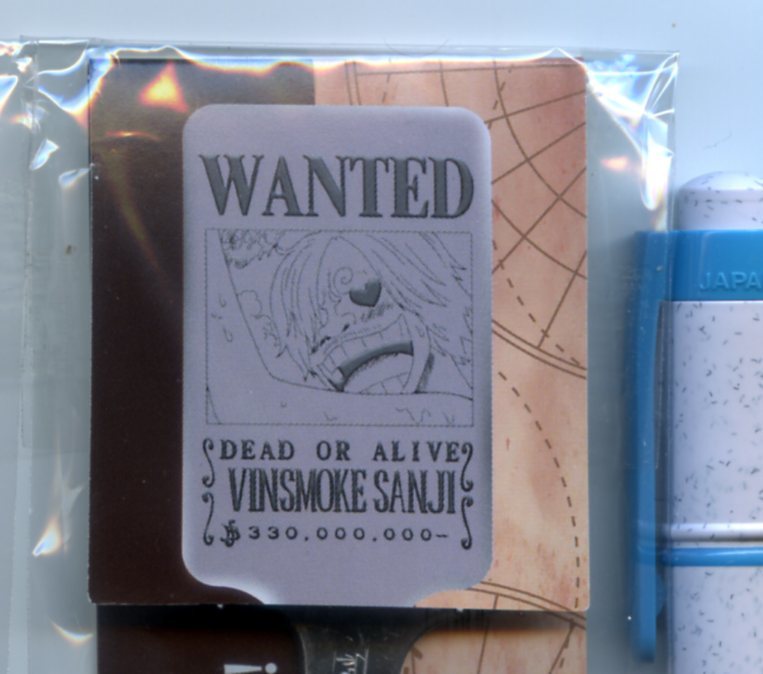 WANTED
DEAD OR ALIVE
VINSMOKE SANJI
฿330,000,000-
JAPA